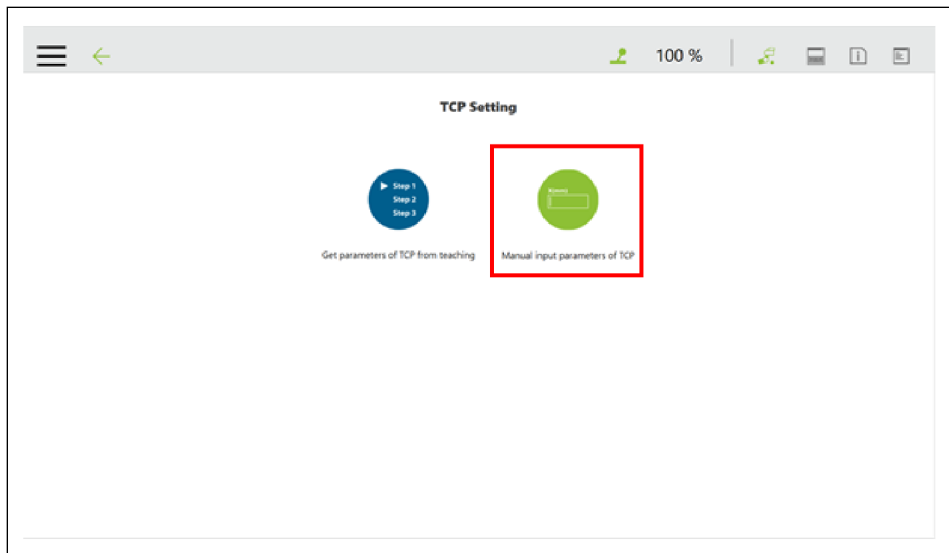 100 %
TCP Setting
Step 1
Step 2
Step 3
X(mm)
Get parameters of TCP from teaching
Manual input parameters of TCP